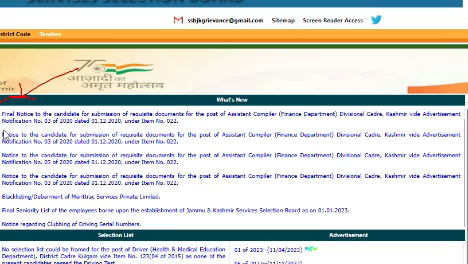 SERVICES SELECTION BOARD
ssbjkgrievance@gmail.com Sitemap Screen Reader Access
District Code Tenders
आज़ादी का
अमृत महोत्सव
What's New
Final Notice to the candidate for submission of requisite documents for the post of Assistant Compiler (Finance Department) Divisional Cadre, Kashmir vide Advertisement
Notification No. 03 of 2020 dated 01.12.2020, under Item No. 022.
Notice to the candidate for submission of requisite documents for the post of Assistant Compiler (Finance Department) Divisional Cadre, Kashmir vide Advertisement
Notification No. 03 of 2020 dated 01.12.2020, under Item No. 022.
Notice to the candidate for submission of requisite documents for the post of Assistant Compiler (Finance Department) Divisional Cadre, Kashmir vide Advertisement
Notification No. 03 of 2020 dated 01.12.2020, under Item No. 022.
Notice to the candidate for submission of requisite documents for the post of Assistant Compiler (Finance Department) Divisional Cadre, Kashmir vide Advertisement
Notification No. 03 of 2020 dated 01.12.2020, under Item No. 022.
Blacklisting/Debarment of Merittrac Services Private Limited.
Final Seniority List of the employees borne upon the establishment of Jammu & Kashmir Services Selection Board as on 01.01.2023.
Notice regarding Clubbing of Driving Serial Numbers.
Selection List Advertisement
No selection list could be framed for the post of Driver (Health & Medical Education
Department), District Cadre Kulgam vide Item No. 123(04 of 2015) as none of the
present candidates passed the Driving Test
01 of 2023--(11/04/2023)